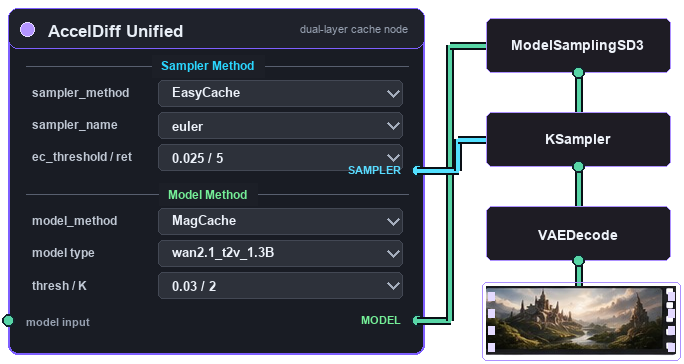 AccelDiff Unified
dual-layer cache node
Sampler Method
sampler_method
EasyCache
sampler_name
euler
ec_threshold / ret
0.025 / 5
SAMPLER
Model Method
model_method
MagCache
model type
wan2.1_t2v_1.3B
thresh / K
0.03 / 2
model input
MODEL
ModelSamplingSD3
KSampler
VAEDecode